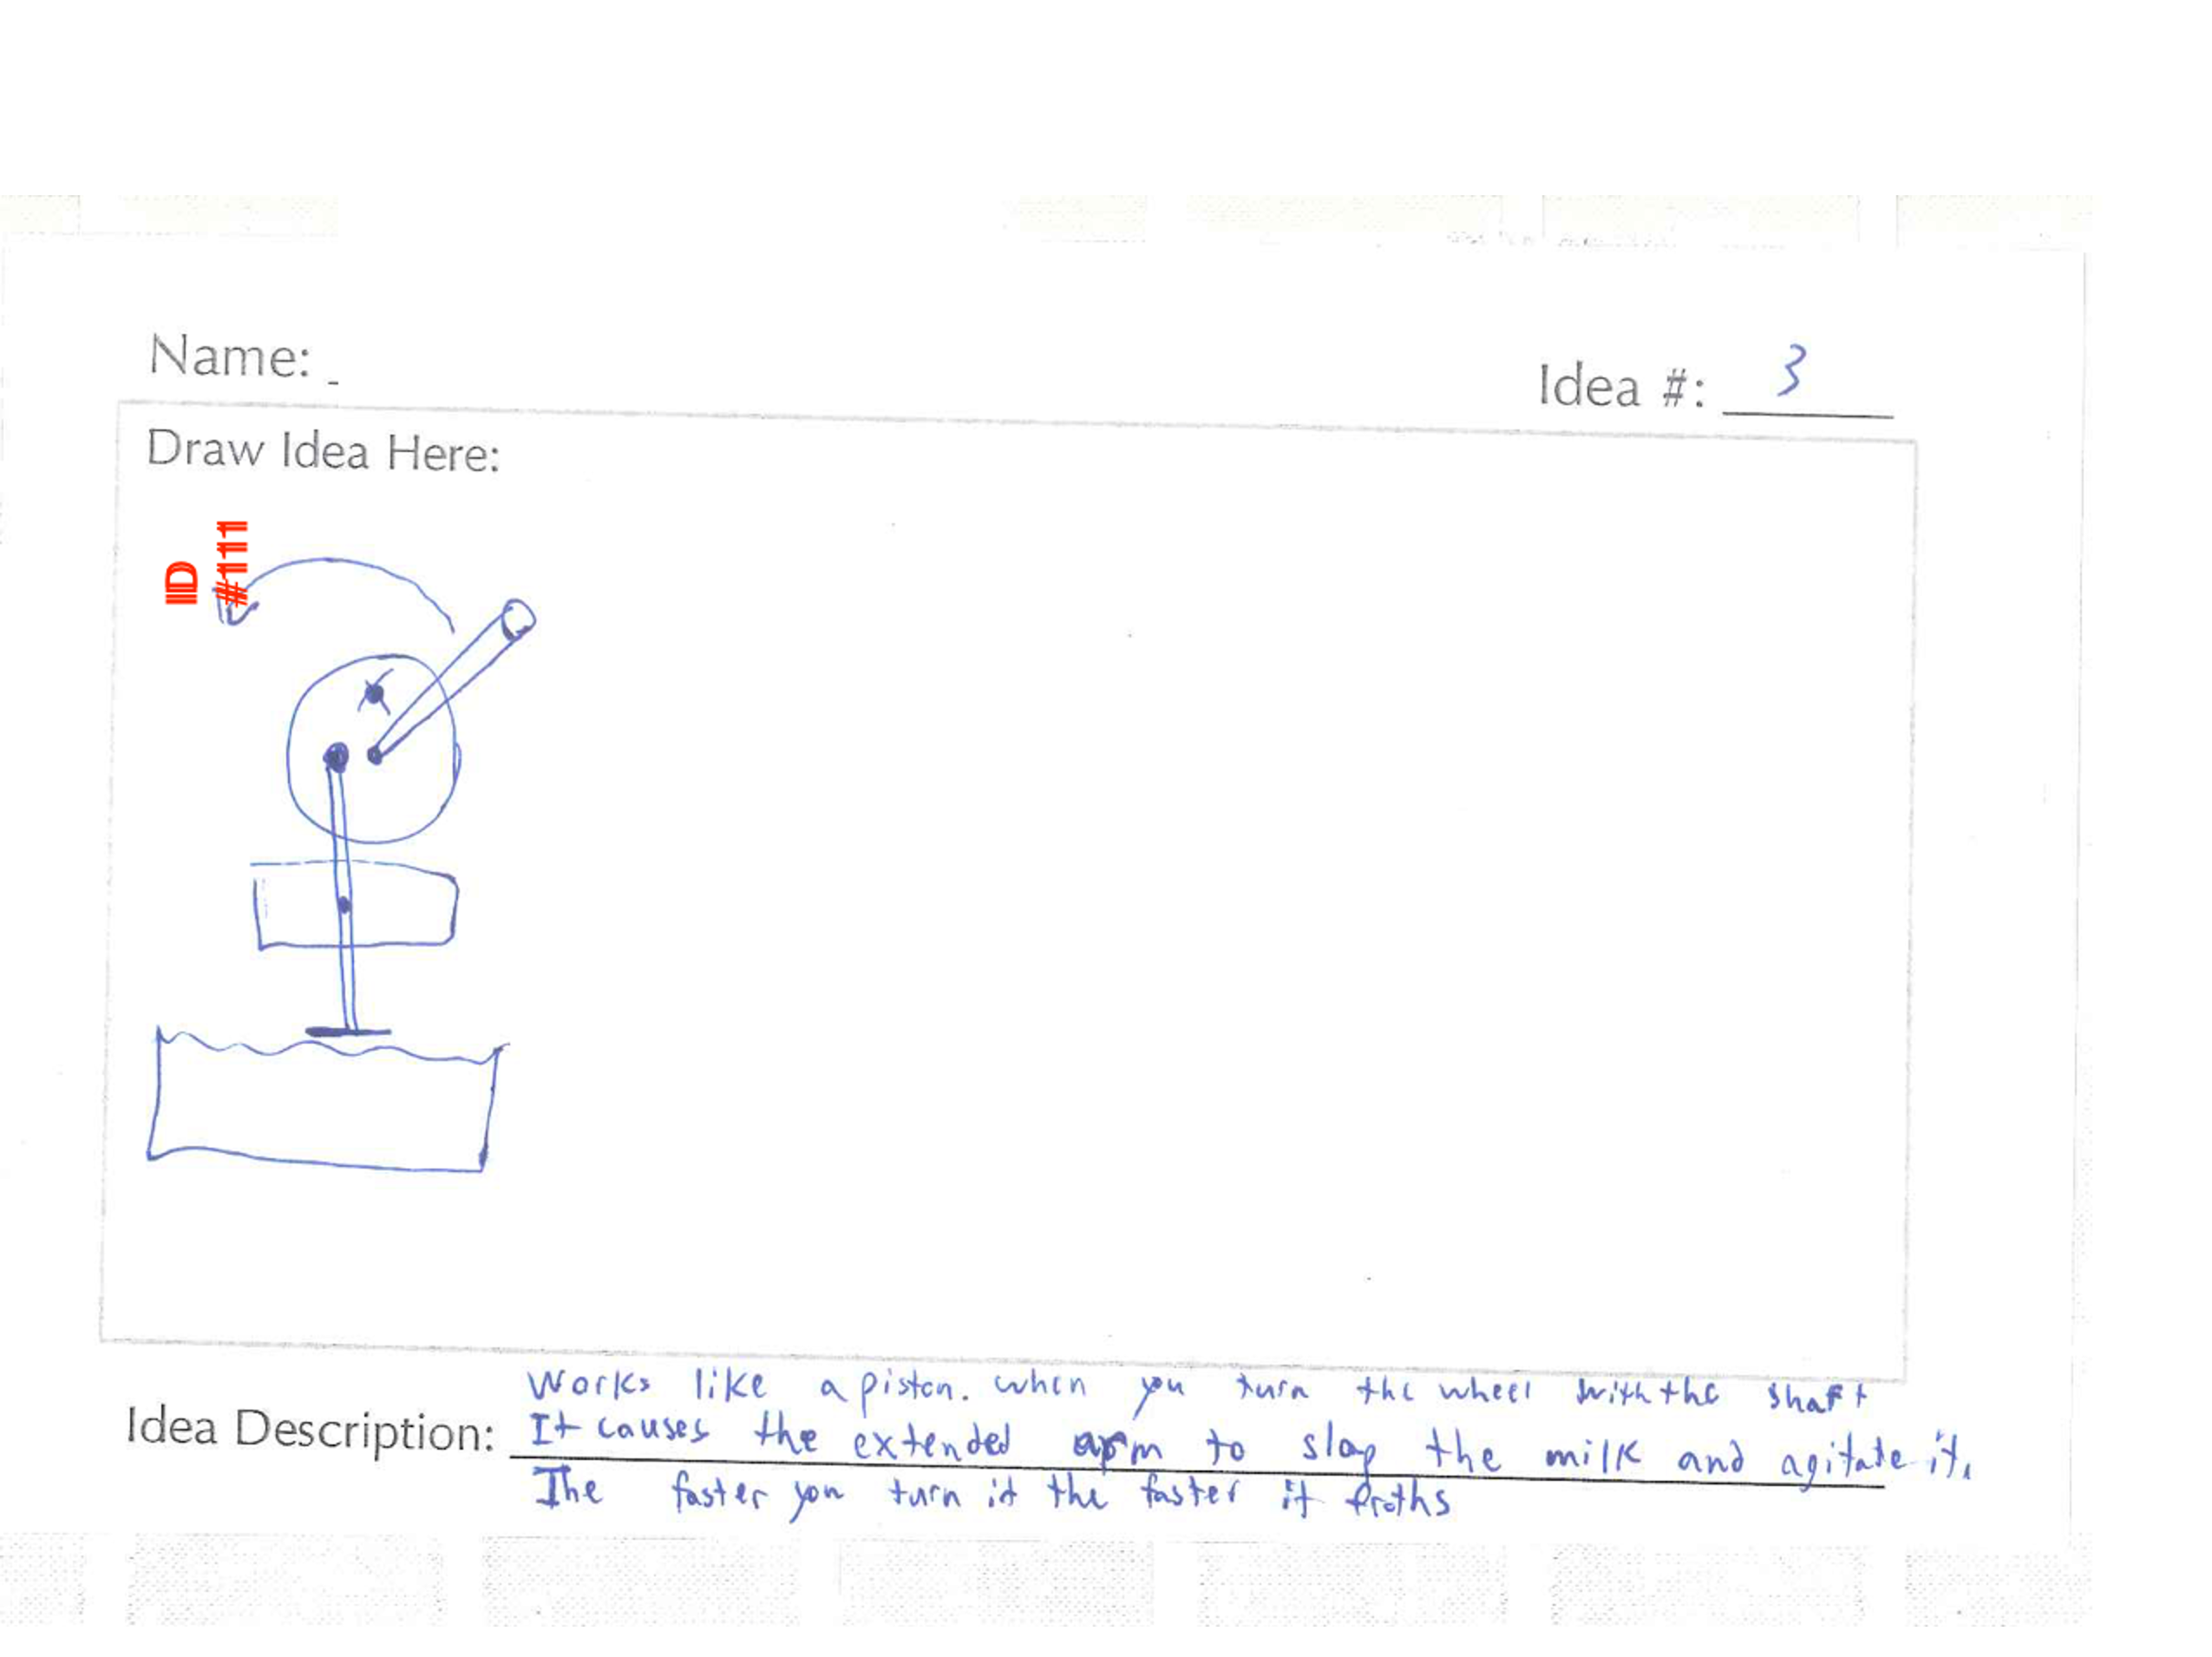 Name:
Idea #: 3
Draw Idea Here:
ID
#1111
Works like a piston. when you turn the wheel with the shaft
Idea Description: It causes the extended arm to slap the milk and agitate it.
The faster you turn it the faster it froths